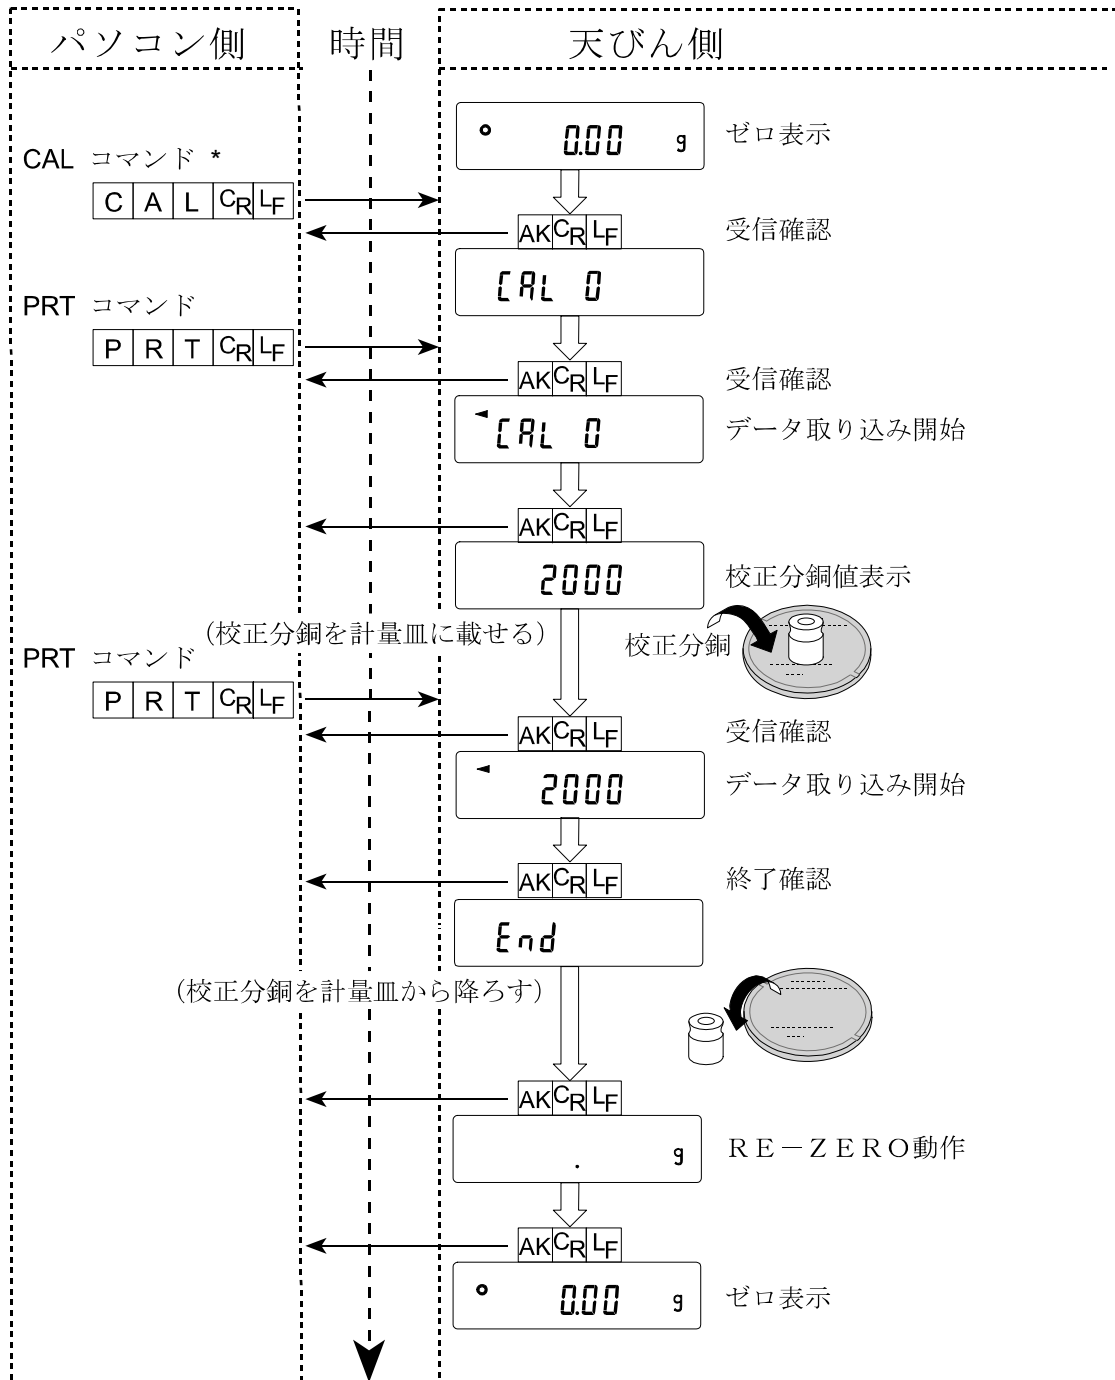 パソコン側 時間 天びん側
0.00 g ゼロ表示
CAL コマンド *
C A L CR LF
AK CR LF 受信確認
CAL 0
PRT コマンド
P R T CR LF
AK CR LF 受信確認
CAL 0 データ取り込み開始
AK CR LF
2000 校正分銅値表示
(校正分銅を計量皿に載せる) 校正分銅
PRT コマンド
P R T CR LF
AK CR LF 受信確認
2000 データ取り込み開始
AK CR LF 終了確認
End
(校正分銅を計量皿から降ろす)
AK CR LF
. g RE-ZERO動作
AK CR LF
0.00 g ゼロ表示